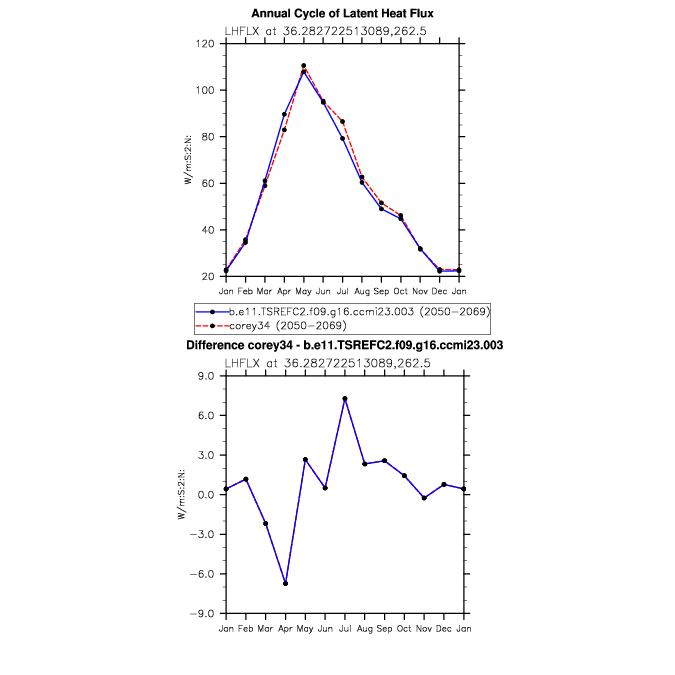 Annual Cycle of Latent Heat Flux
LHFLX at 36.282722513089,262.5
120
100
80
60
40
20
W/m:S:2:N:
Jan Feb Mar Apr May Jun Jul Aug Sep Oct Nov Dec Jan
b.e11.TSREFC2.f09.g16.ccmi23.003 (2050-2069)
corey34 (2050-2069)
Difference corey34 - b.e11.TSREFC2.f09.g16.ccmi23.003
LHFLX at 36.282722513089,262.5
9.0
6.0
3.0
0.0
-3.0
-6.0
-9.0
W/m:S:2:N:
Jan Feb Mar Apr May Jun Jul Aug Sep Oct Nov Dec Jan